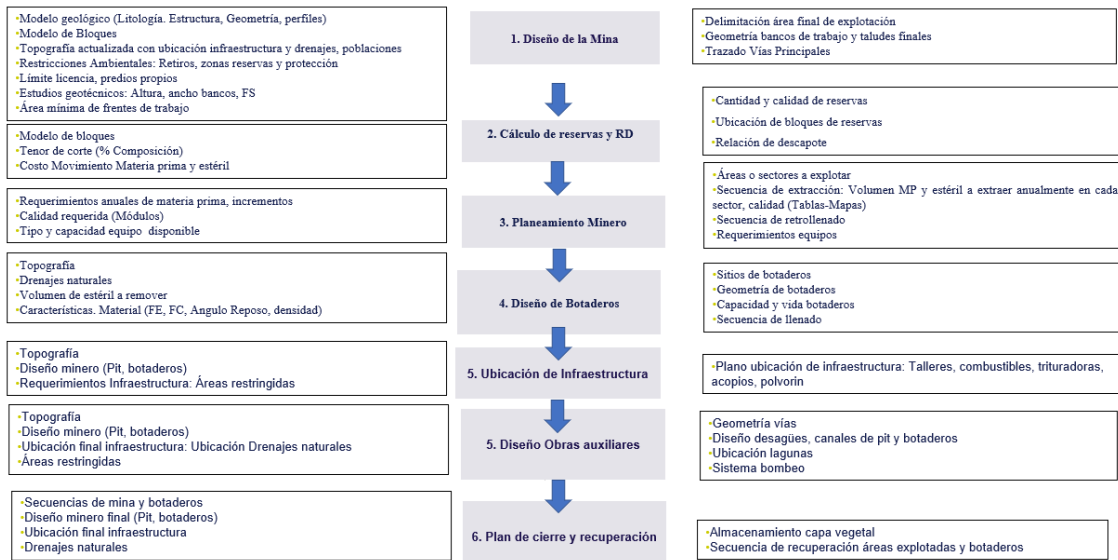 •Modelo geológico (Litología. Estructura, Geometría, perfiles)
•Modelo de Bloques
•Topografía actualizada con ubicación infraestructura y drenajes, poblaciones
•Restricciones Ambientales: Retiros, zonas reservas y protección
•Límite licencia, predios propios
•Estudios geotécnicos: Altura, ancho bancos, FS
•Área mínima de frentes de trabajo
1. Diseño de la Mina
•Delimitación área final de explotación
•Geometría bancos de trabajo y taludes finales
•Trazado Vías Principales
•Modelo de bloques
•Tenor de corte (% Composición)
•Costo Movimiento Materia prima y estéril
2. Cálculo de reservas y RD
•Cantidad y calidad de reservas
•Ubicación de bloques de reservas
•Relación de descapote
•Requerimientos anuales de materia prima, incrementos
•Calidad requerida (Módulos)
•Tipo y capacidad equipo disponible
3. Planeamiento Minero
•Áreas o sectores a explotar
•Secuencia de extracción: Volumen MP y estéril a extraer anualmente en cada
sector, calidad (Tablas-Mapas)
•Secuencia de retrollenado
•Requerimientos equipos
•Topografía
•Drenajes naturales
•Volumen de estéril a remover
•Características. Material (FE, FC, Angulo Reposo, densidad)
4. Diseño de Botaderos
•Sitios de botaderos
•Geometría de botaderos
•Capacidad y vida botaderos
•Secuencia de llenado
•Topografía
•Diseño minero (Pit, botaderos)
•Requerimientos Infraestructura: Áreas restringidas
5. Ubicación de Infraestructura
•Plano ubicación de infraestructura: Talleres, combustibles, trituradoras,
acopios, polvorin
•Topografía
•Diseño minero (Pit, botaderos)
•Ubicación final infraestructura: Ubicación Drenajes naturales
•Áreas restringidas
5. Diseño Obras auxiliares
•Geometría vías
•Diseño desagües, canales de pit y botaderos
•Ubicación lagunas
•Sistema bombeo
•Secuencias de mina y botaderos
•Diseño minero final (Pit, botaderos)
•Ubicación final infraestructura
•Drenajes naturales
6. Plan de cierre y recuperación
•Almacenamiento capa vegetal
•Secuencia de recuperación áreas explotadas y botaderos